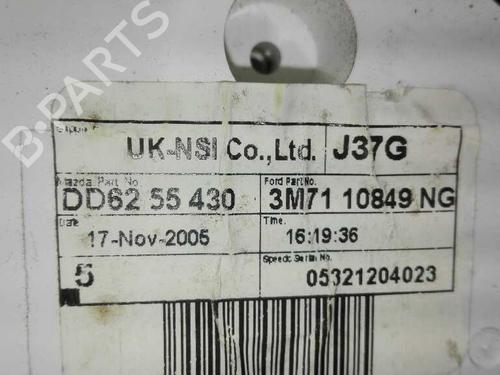 B-PARTS
Supplier
UK-NSI Co.,Ltd. J37G
Mazda Part No. Ford Part No.
DD62 55 430 3M71 10849 NG
Date Time.
17-Nov-2005 16:19:36
5 Speedo Serial No.
05321204023